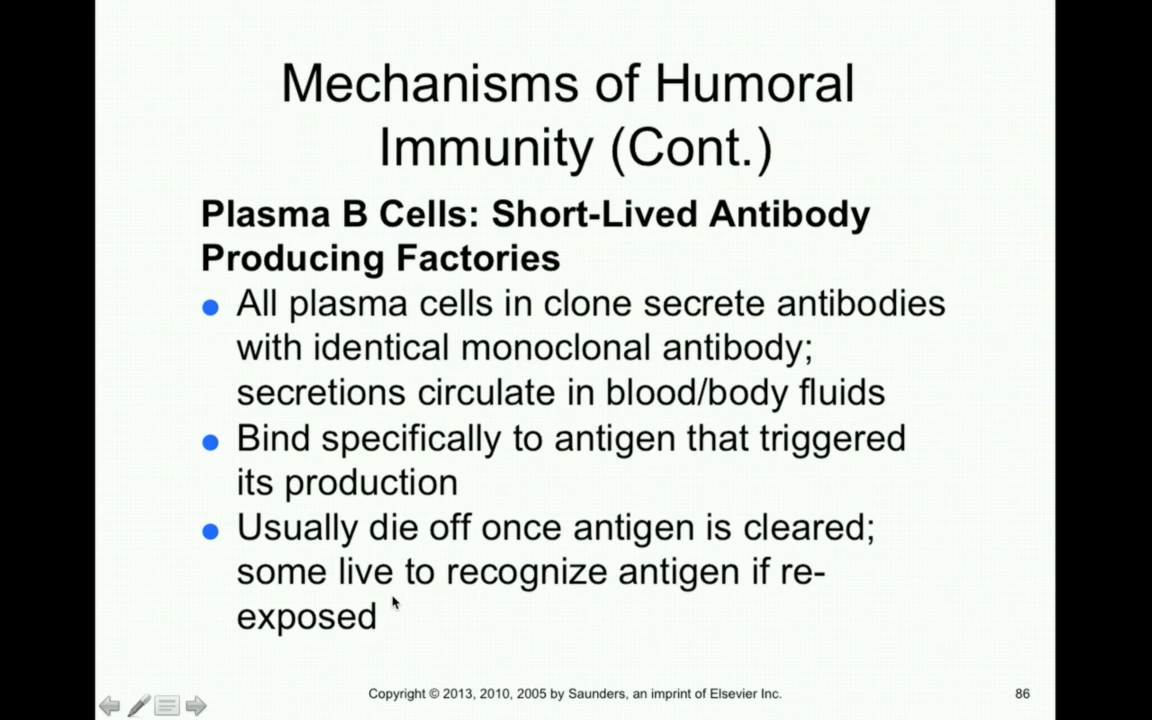 Mechanisms of Humoral
Immunity (Cont.)
Plasma B Cells: Short-Lived Antibody
Producing Factories
● All plasma cells in clone secrete antibodies
with identical monoclonal antibody;
secretions circulate in blood/body fluids
● Bind specifically to antigen that triggered
its production
● Usually die off once antigen is cleared;
some live to recognize antigen if re-
exposed
Copyright © 2013, 2010, 2005 by Saunders, an imprint of Elsevier Inc.
86